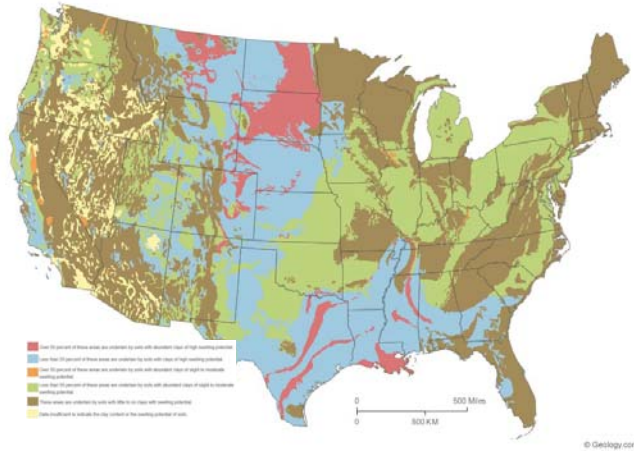 Over 50 percent of these areas are underlain by soils with abundant clays of high swelling potential.
Less than 50 percent of these areas are underlain by soils with clays of high swelling potential.
Over 50 percent of these areas are underlain by soils with abundant clays of slight to moderate
swelling potential.
Less than 50 percent of these areas are underlain by soils with abundant clays of slight to moderate
swelling potential.
These areas are underlain by soils with little to no clays with swelling potential.
Data insufficient to indicate the clay content or the swelling potential of soils.
0 500 Miles
0 800 KM
© Geology.com